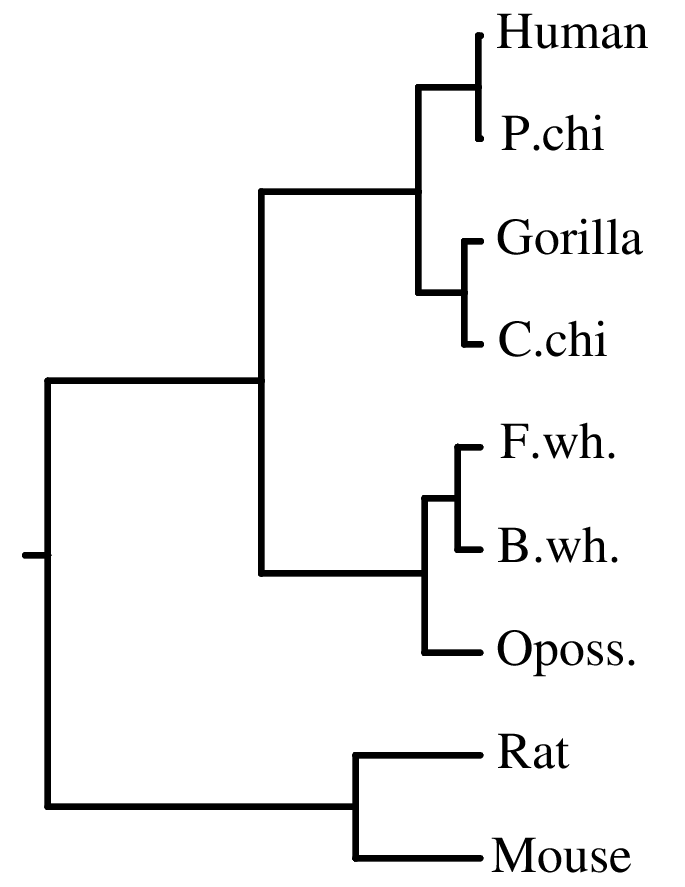 Human
P.chi
Gorilla
C.chi
F.wh.
B.wh.
Oposs.
Rat
Mouse